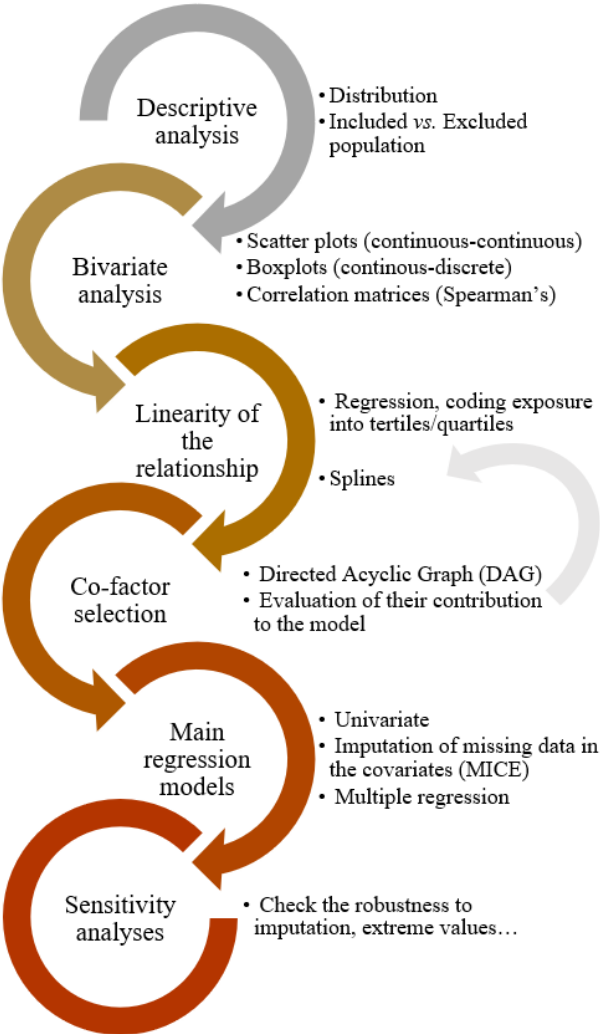 Descriptive
analysis
• Distribution
• Included vs. Excluded
population
Bivariate
analysis
• Scatter plots (continuous-continuous)
• Boxplots (continous-discrete)
• Correlation matrices (Spearman’s)
Linearity of
the
relationship
• Regression, coding exposure
into tertiles/quartiles
• Splines
Co-factor
selection
• Directed Acyclic Graph (DAG)
• Evaluation of their contribution
to the model
Main
regression
models
• Univariate
• Imputation of missing data in
the covariates (MICE)
• Multiple regression
Sensitivity
analyses
• Check the robustness to
imputation, extreme values…